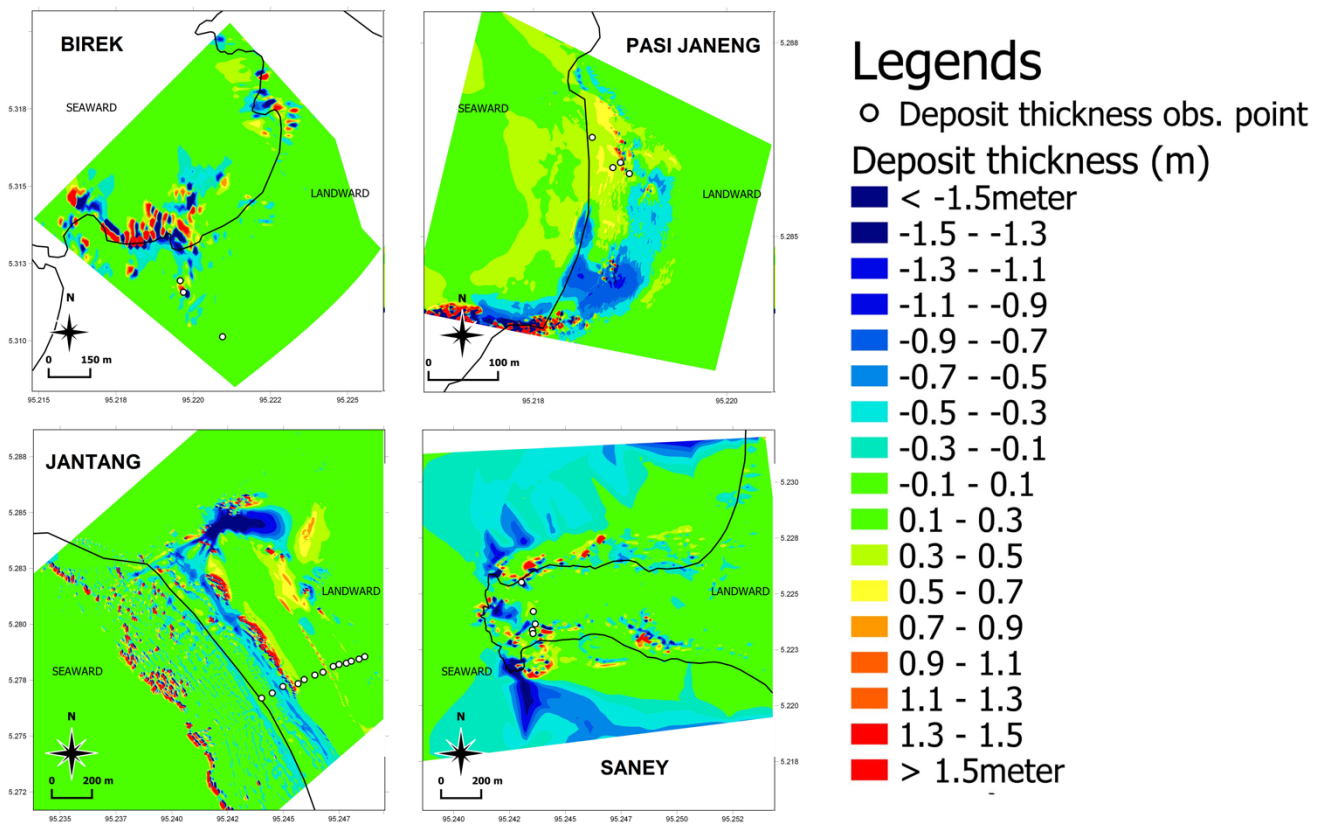 BIREK
SEAWARD
LANDWARD
N
0 150 m
5.318
5.315
5.313
5.310
95.215 95.218 95.220 95.222 95.225
PASI JANENG
SEAWARD
LANDWARD
N
0 100 m
5.288
5.285
95.218 95.220
JANTANG
LANDWARD
SEAWARD
N
0 200 m
5.288
5.285
5.283
5.280
5.278
5.275
5.272
95.235 95.237 95.240 95.242 95.245 95.247
LANDWARD
SEAWARD
N
0 200 m
SANEY
5.230
5.228
5.225
5.223
5.220
5.218
95.240 95.242 95.245 95.247 95.250 95.252
Legends
Deposit thickness obs. point
Deposit thickness (m)
< -1.5meter
-1.5 - -1.3
-1.3 - -1.1
-1.1 - -0.9
-0.9 - -0.7
-0.7 - -0.5
-0.5 - -0.3
-0.3 - -0.1
-0.1 - 0.1
0.1 - 0.3
0.3 - 0.5
0.5 - 0.7
0.7 - 0.9
0.9 - 1.1
1.1 - 1.3
1.3 - 1.5
> 1.5meter